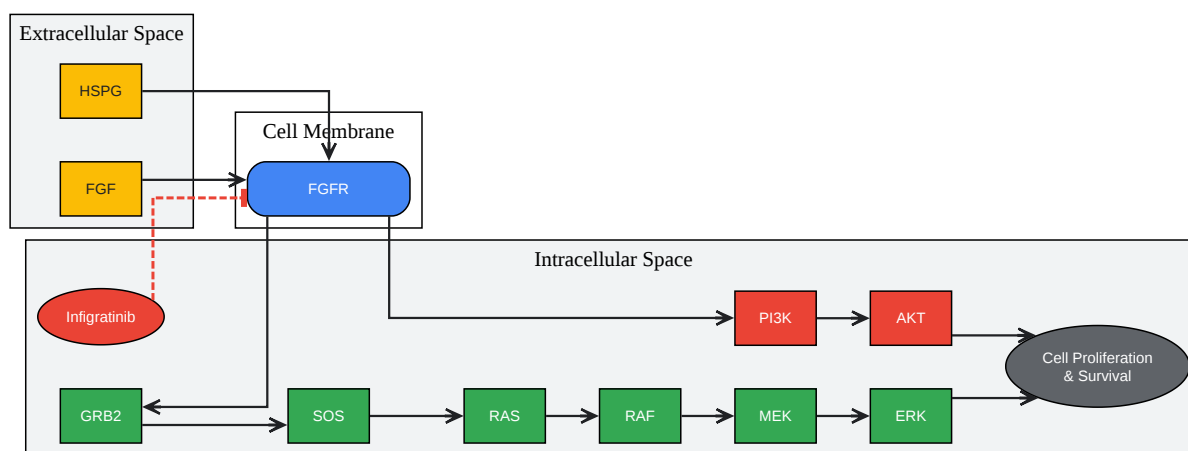 Extracellular Space
HSPG
Cell Membrane
FGF
FGFR
Intracellular Space
Infigratinib
PI3K
AKT
Cell Proliferation
& Survival
GRB2
SOS
RAS
RAF
MEK
ERK